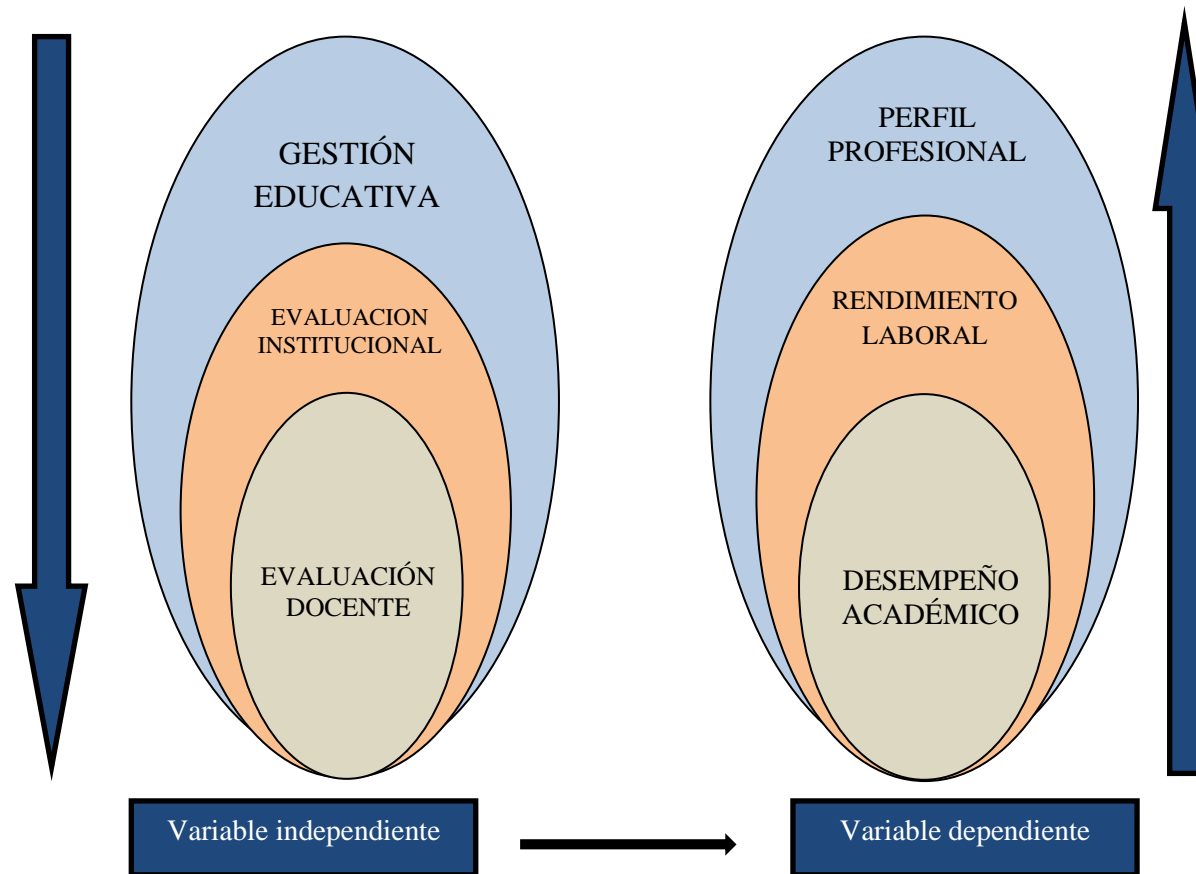 GESTIÓN
EDUCATIVA
EVALUACION
INSTITUCIONAL
EVALUACIÓN
DOCENTE
Variable independiente
PERFIL
PROFESIONAL
RENDIMIENTO
LABORAL
DESEMPEÑO
ACADÉMICO
Variable dependiente